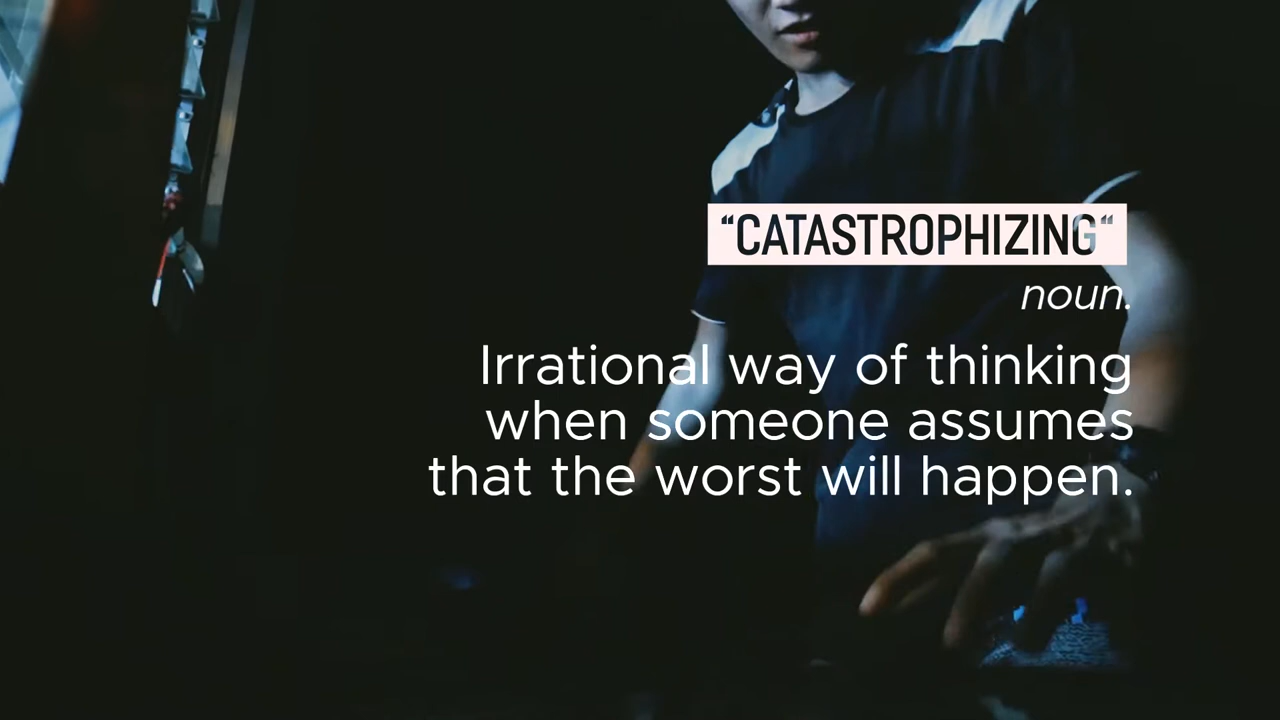 “CATASTROPHIZING“
noun.
Irrational way of thinking
when someone assumes
that the worst will happen.